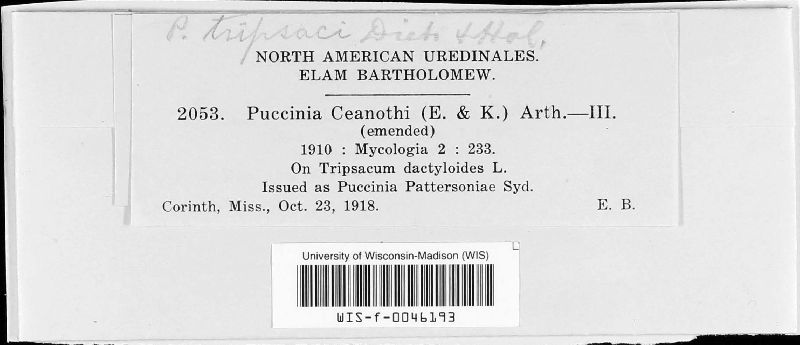 P. tripsaci Diet & Hol.
NORTH AMERICAN UREDINALES.
ELAM BARTHOLOMEW.
2053. Puccinia Ceanothi (E. & K.) Arth.—III.
(emended)
1910 : Mycologia 2 : 233.
On Tripsacum dactyloides L.
Issued as Puccinia Pattersoniae Syd.
Corinth, Miss., Oct. 23, 1918. E. B.
University of Wisconsin-Madison (WIS)
WIS-f-0046193